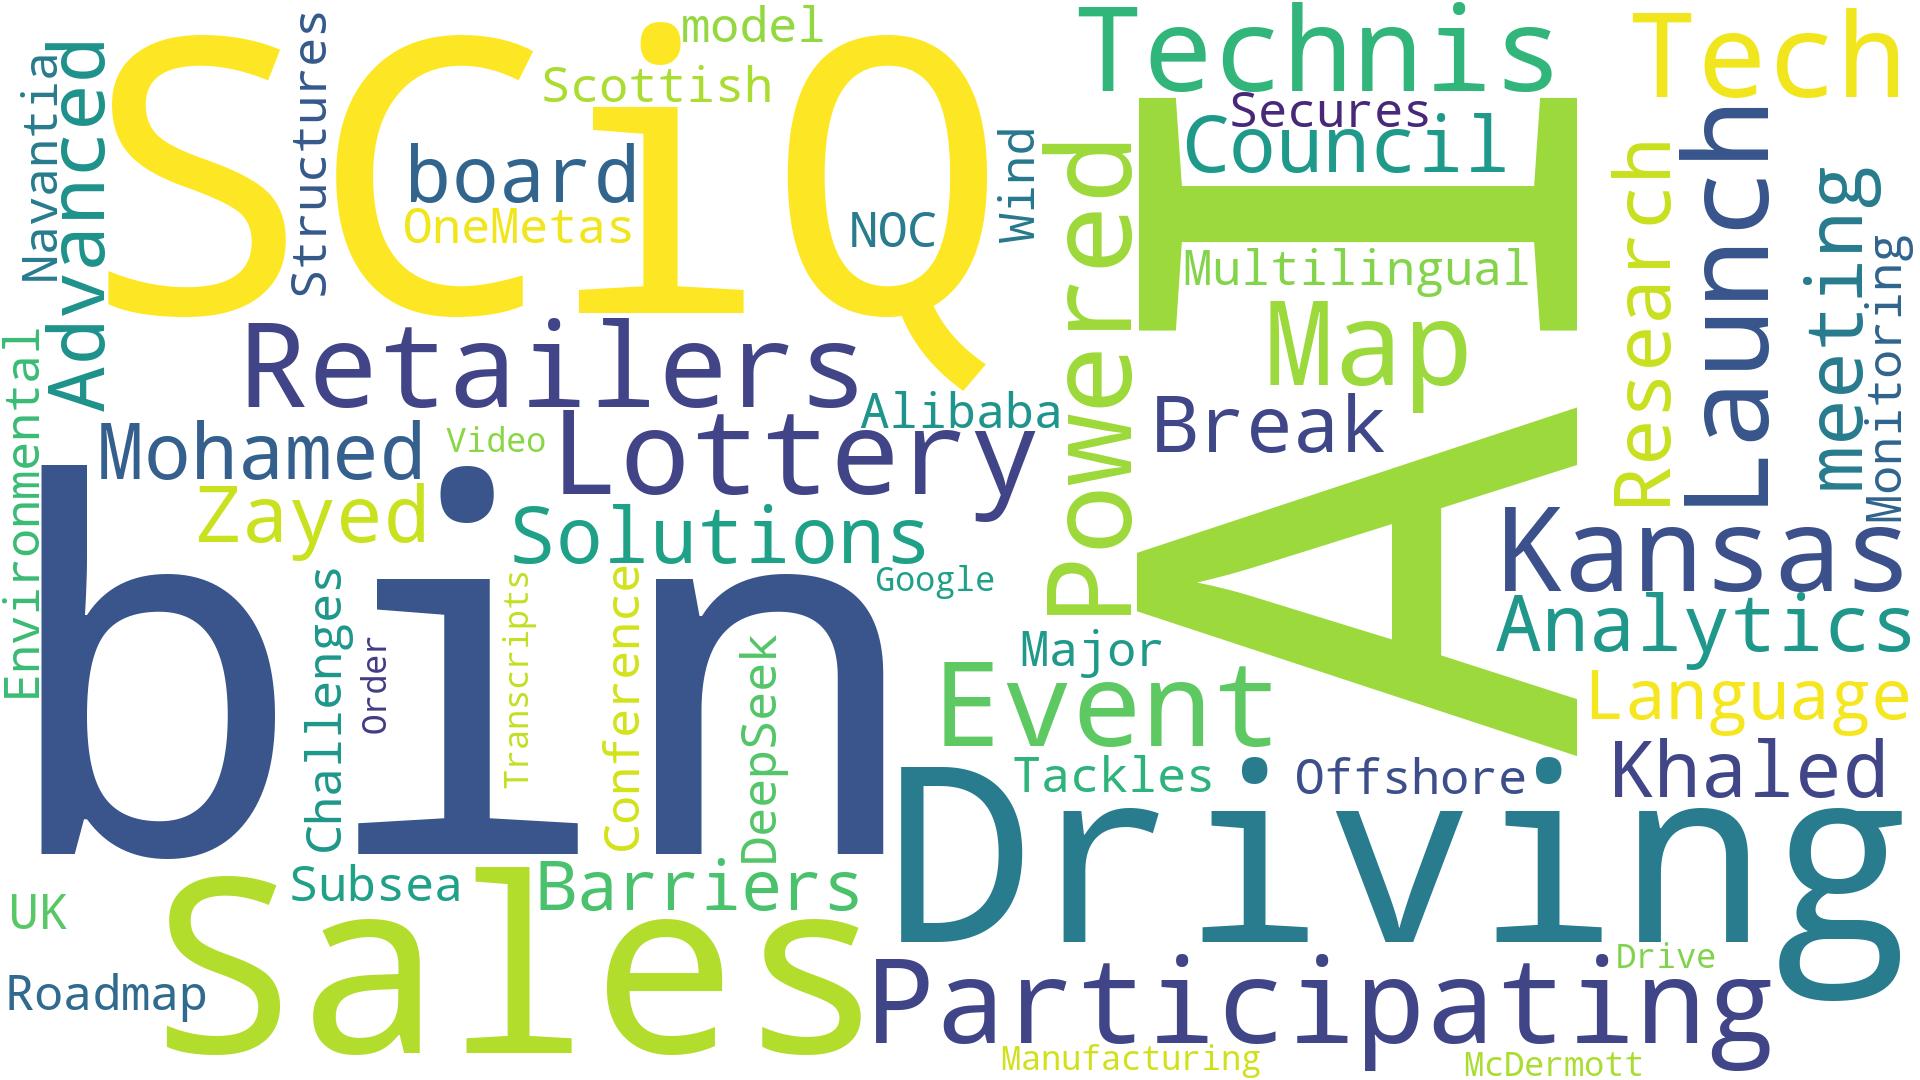 SCiQ
model
Scottish
Structures
Navantia
Advanced
board
OneMetas
NOC
Wind
Technis
Tech
Secures
Council
Powered
AI
Multilingual
Map
Break
Research
Launch
meeting
Monitoring
Retailers
Alibaba
Lottery
Mohamed
Video
Zayed
Solutions
Environmental
bin
Google
Challenges
Order
Transcripts
Conference
DeepSeek
Kansas
Analytics
Major
Event
Language
Tackles
Offshore
Khaled
Driving
Subsea
Barriers
UK
Sales
Roadmap
Drive
Participating
Manufacturing
McDermott